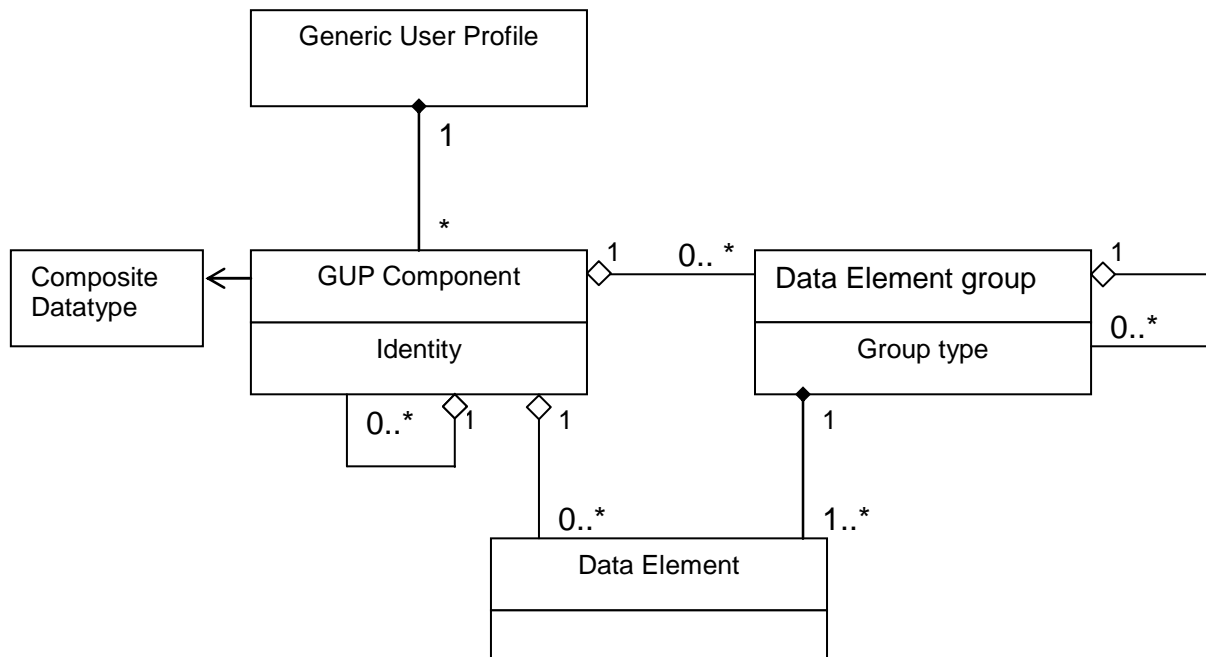 Generic User Profile
1
*
Composite
Datatype
GUP Component
1
0.. *
Data Element group
1
Identity
Group type
0..*
0..*
1
1
1
0..*
1..*
Data Element